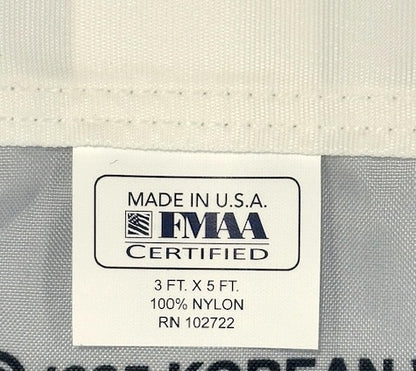 MADE IN U.S.A.
FMAA
CERTIFIED
3 FT. X 5 FT.
100% NYLON
RN 102722
KOREAN